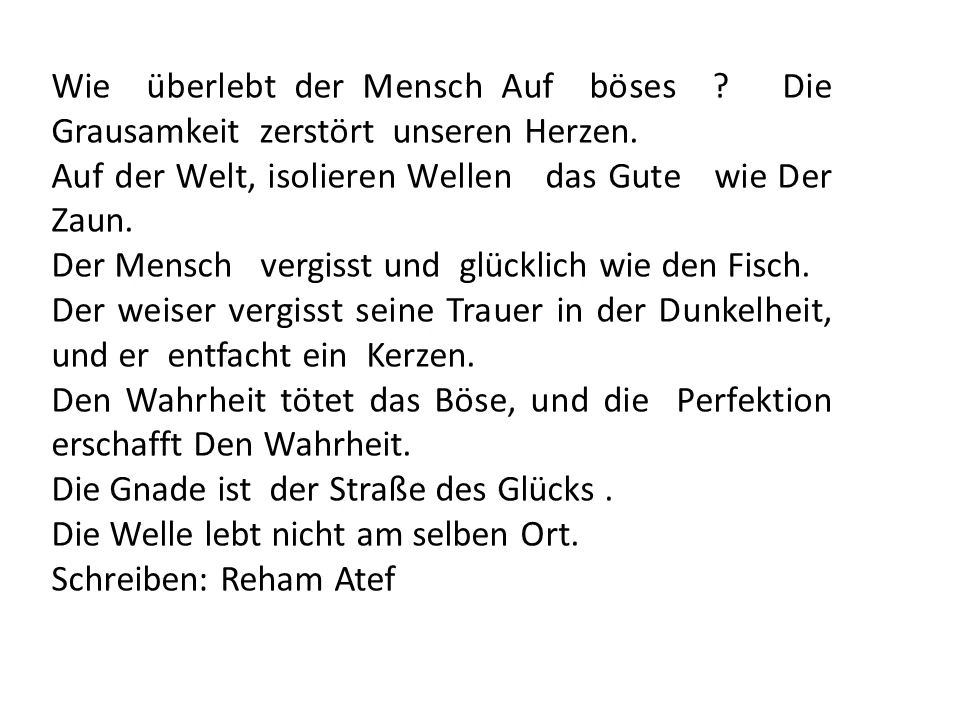 Wie überlebt der Mensch Auf böses ? Die
Grausamkeit zerstört unseren Herzen.
Auf der Welt, isolieren Wellen das Gute wie Der
Zaun.
Der Mensch vergisst und glücklich wie den Fisch.
Der weiser vergisst seine Trauer in der Dunkelheit,
und er entfacht ein Kerzen.
Den Wahrheit tötet das Böse, und die Perfektion
erschafft Den Wahrheit.
Die Gnade ist der Straße des Glücks .
Die Welle lebt nicht am selben Ort.
Schreiben: Reham Atef